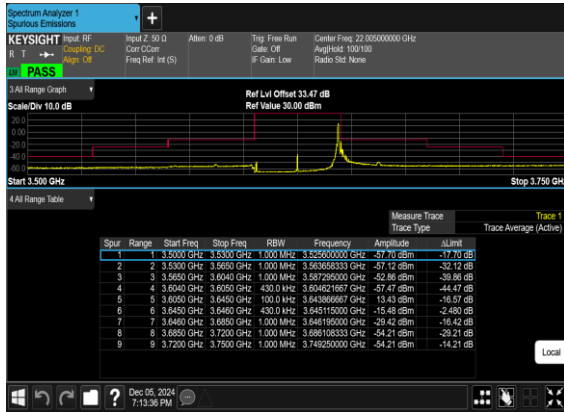 Spectrum Analyzer 1
Spurious Emissions
+
KEYSIGHT Input: RF Input Z: 50 Ω Atten: 0 dB Trig: Free Run Center Freq: 22.005000000 GHz
R T Coupling: DC Corr CCorr Gate: Off Avg|Hold: 100/100
Align: Off Freq Ref: Int (S) IF Gain: Low Radio Std: None
PASS
3 All Range Graph
Ref Lvl Offset 33.47 dB
Scale/Div 10.0 dB Ref Value 30.00 dBm
20.0
0.00
-20.0
-40.0
-60.0
Start 3.500 GHz Stop 3.750 GH
4 All Range Table
Measure Trace Trace 1
Trace Type Trace Average (Active)
Spur Range Start Freq Stop Freq RBW Frequency Amplitude ΔLimit
1 1 3.5000 GHz 3.5300 GHz 1.000 MHz 3.525600000 GHz -57.70 dBm -17.70 dB
2 2 3.5300 GHz 3.5650 GHz 1.000 MHz 3.563658333 GHz -57.12 dBm -32.12 dB
3 3 3.5650 GHz 3.6040 GHz 1.000 MHz 3.587295000 GHz -52.86 dBm -39.86 dB
4 4 3.6040 GHz 3.6050 GHz 430.0 kHz 3.604621667 GHz -57.47 dBm -44.47 dB
5 5 3.6050 GHz 3.6450 GHz 100.0 kHz 3.643866667 GHz 13.43 dBm -16.57 dB
6 6 3.6450 GHz 3.6460 GHz 430.0 kHz 3.645115000 GHz -15.48 dBm -2.480 dB
7 7 3.6460 GHz 3.6850 GHz 1.000 MHz 3.646195000 GHz -29.42 dBm -16.42 dB
8 8 3.6850 GHz 3.7200 GHz 1.000 MHz 3.686108333 GHz -54.21 dBm -29.21 dB
9 9 3.7200 GHz 3.7500 GHz 1.000 MHz 3.749250000 GHz -54.21 dBm -14.21 dB
Local
? Dec 05, 2024
7:13:36 PM